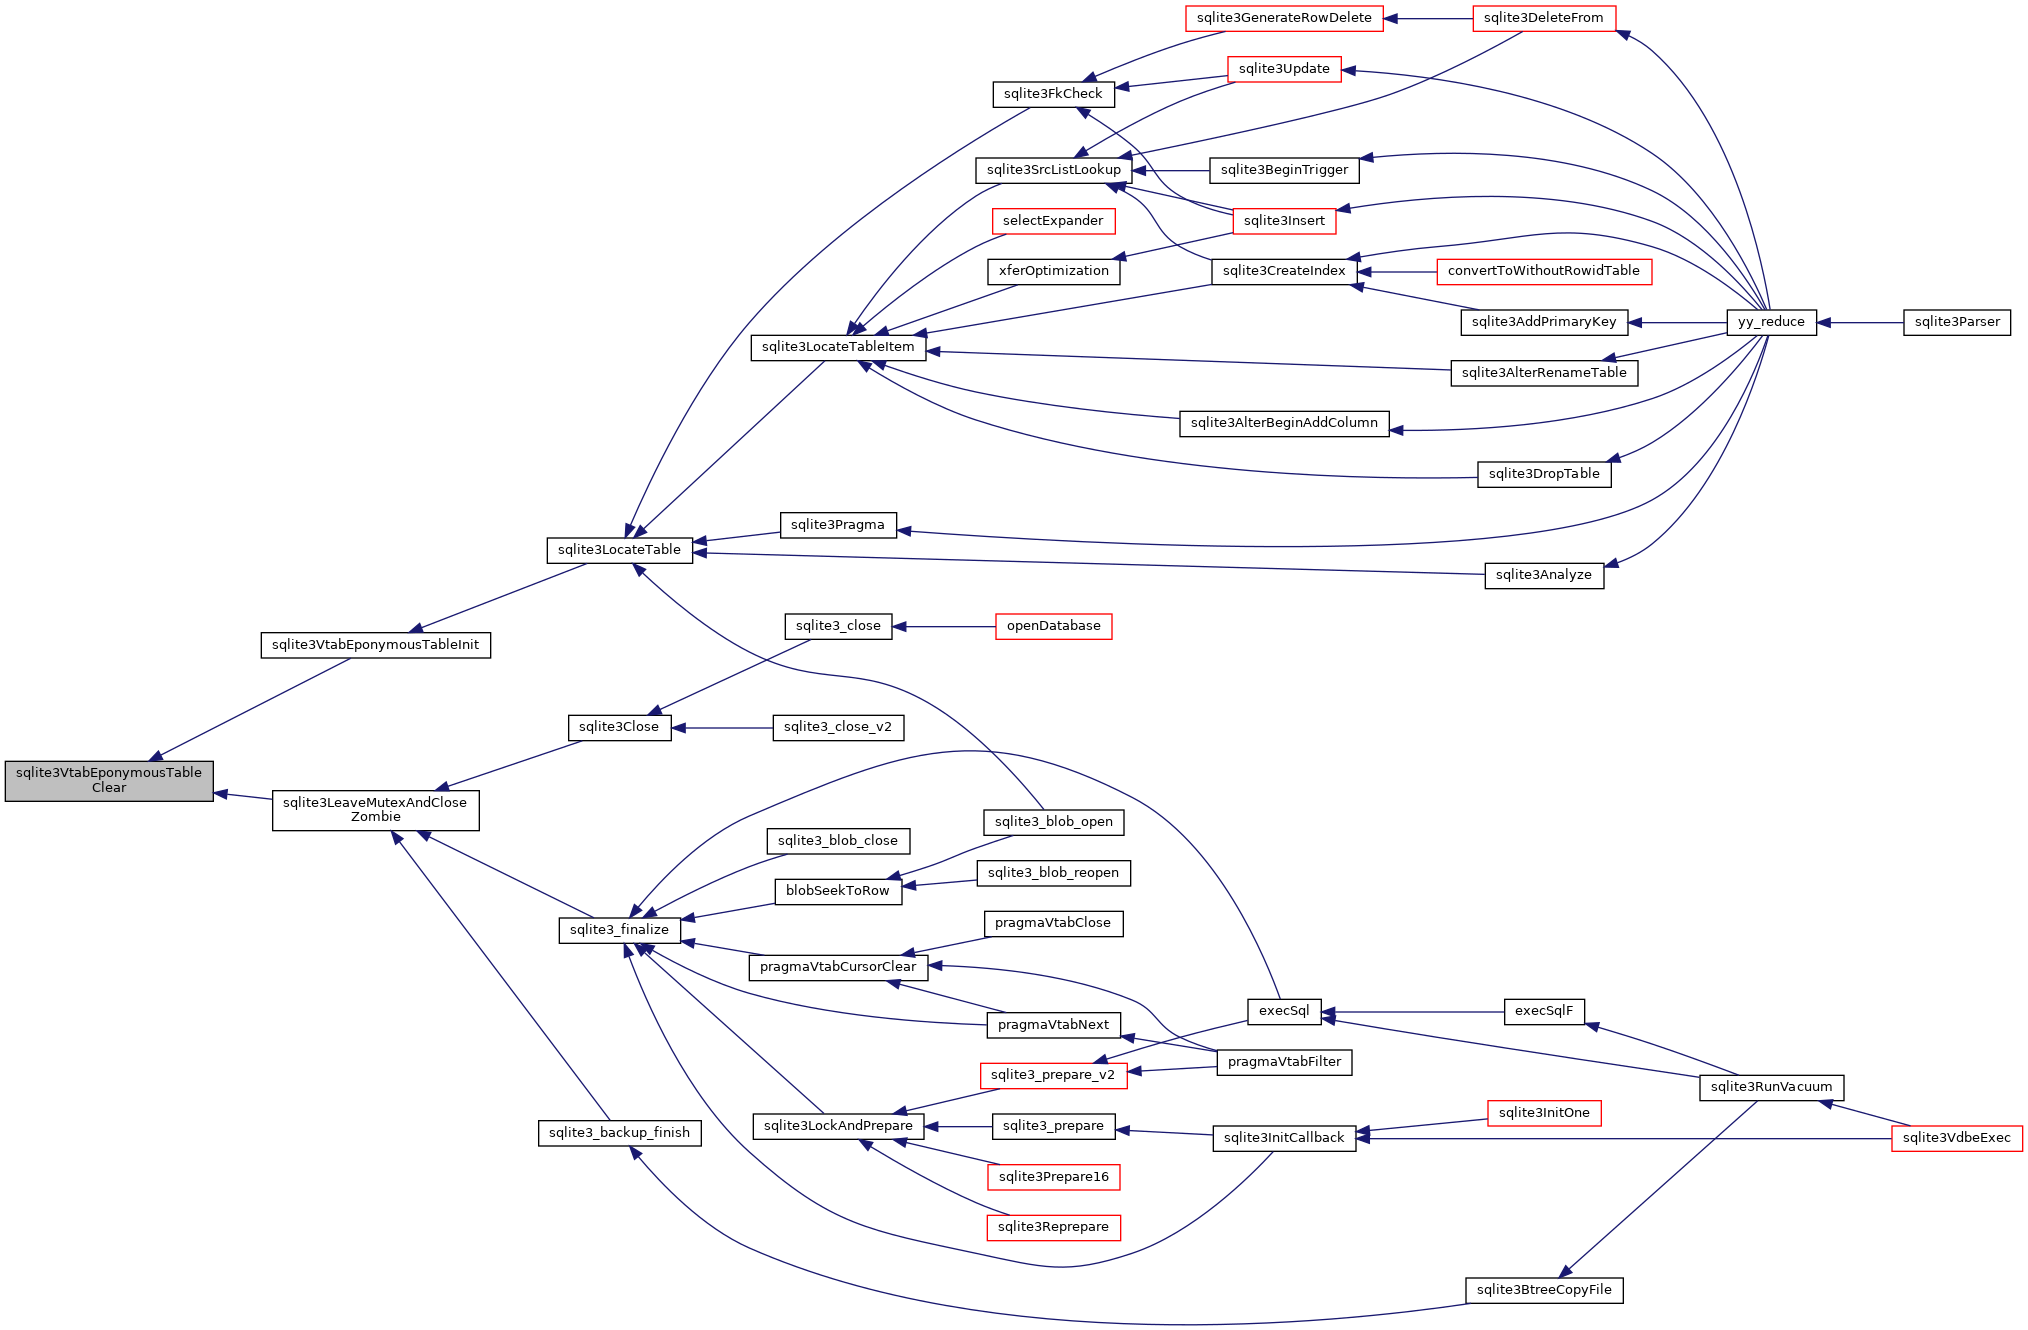 sqlite3GenerateRowDelete
sqlite3DeleteFrom
sqlite3Update
sqlite3FkCheck
sqlite3SrcListLookup
sqlite3BeginTrigger
selectExpander
sqlite3Insert
xferOptimization
sqlite3CreateIndex
convertToWithoutRowidTable
sqlite3AddPrimaryKey
yy_reduce
sqlite3Parser
sqlite3LocateTableItem
sqlite3AlterRenameTable
sqlite3AlterBeginAddColumn
sqlite3DropTable
sqlite3Pragma
sqlite3LocateTable
sqlite3Analyze
sqlite3_close
openDatabase
sqlite3VtabEponymousTableInit
sqlite3Close
sqlite3_close_v2
sqlite3VtabEponymousTable
Clear
sqlite3LeaveMutexAndClose
Zombie
sqlite3_blob_open
sqlite3_blob_close
sqlite3_blob_reopen
blobSeekToRow
sqlite3_finalize
pragmaVtabClose
pragmaVtabCursorClear
execSql
execSqlF
pragmaVtabNext
pragmaVtabFilter
sqlite3_prepare_v2
sqlite3RunVacuum
sqlite3InitOne
sqlite3LockAndPrepare
sqlite3_prepare
sqlite3_backup_finish
sqlite3InitCallback
sqlite3VdbeExec
sqlite3Prepare16
sqlite3Reprepare
sqlite3BtreeCopyFile